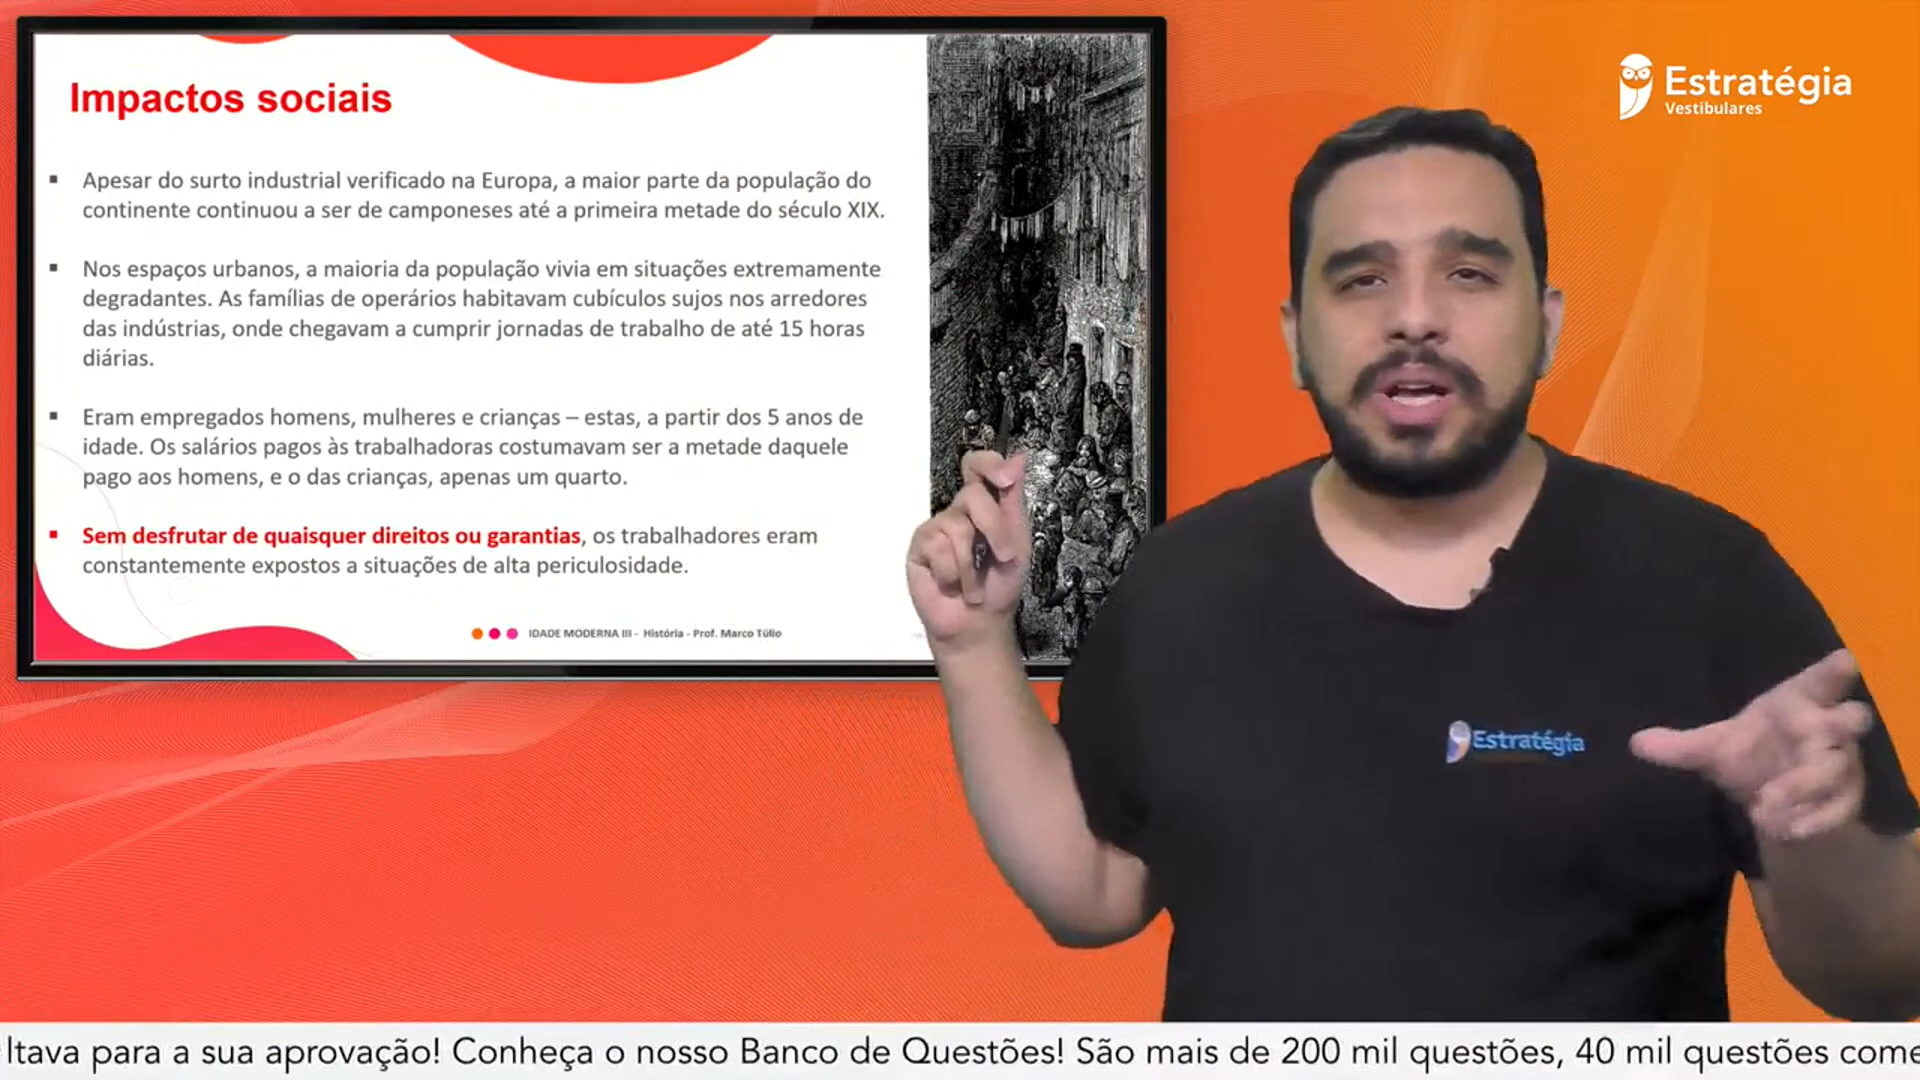 Impactos sociais
Apesar do surto industrial verificado na Europa, a maior parte da população do
continente continuou a ser de camponeses até a primeira metade do século XIX.
Nos espaços urbanos, a maioria da população vivia em situações extremamente
degradantes. As famílias de operários habitavam cubículos sujos nos arredores
das indústrias, onde chegavam a cumprir jornadas de trabalho de até 15 horas
diárias.
Eram empregados homens, mulheres e crianças – estas, a partir dos 5 anos de
idade. Os salários pagos às trabalhadoras costumavam ser a metade daquele
pago aos homens, e o das crianças, apenas um quarto.
Sem desfrutar de quaisquer direitos ou garantias, os trabalhadores eram
constantemente expostos a situações de alta periculosidade.
IDADE MODERNA III - História - Prof. Marco Túlio
Estratégia
Vestibulares
Estratégia
ltava para a sua aprovação! Conheça o nosso Banco de Questões! São mais de 200 mil questões, 40 mil questões come